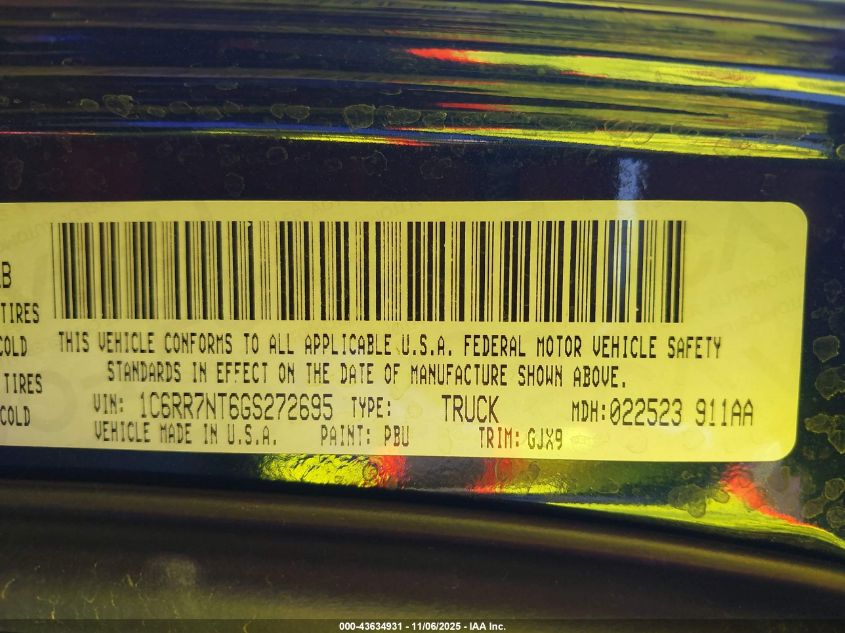 B
TIRES
COLD
TIRES
COLD
THIS VEHICLE CONFORMS TO ALL APPLICABLE U.S.A. FEDERAL MOTOR VEHICLE SAFETY
STANDARDS IN EFFECT ON THE DATE OF MANUFACTURE SHOWN ABOVE.
VIN: 1C6RR7NT6GS272695 TYPE: TRUCK MDH:022523 911AA
VEHICLE MADE IN U.S.A. PAINT: PBU TRIM: GJX9
000-43634931 - 11/06/2025 - IAA Inc.